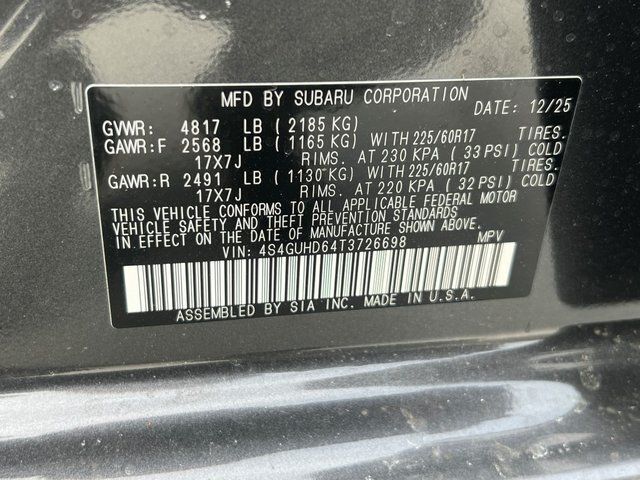 MFD BY SUBARU CORPORATION DATE: 12/25
GVWR: 4817 LB ( 2185 KG)
GAWR:F 2568 LB ( 1165 KG) WITH 225/60R17 TIRES.
17X7J RIMS. AT 230 KPA ( 33 PSI) COLD
GAWR:R 2491 LB ( 1130 KG) WITH 225/60R17 TIRES.
17X7J RIMS. AT 220 KPA ( 32 PSI) COLD
THIS VEHICLE CONFORMS TO ALL APPLICABLE FEDERAL MOTOR
VEHICLE SAFETY AND THEFT PREVENTION STANDARDS
IN EFFECT ON THE DATE OF MANUFACTURE SHOWN ABOVE.
VIN: 4S4GUHD64T3726698 MPV
ASSEMBLED BY SIA INC. MADE IN U.S.A.